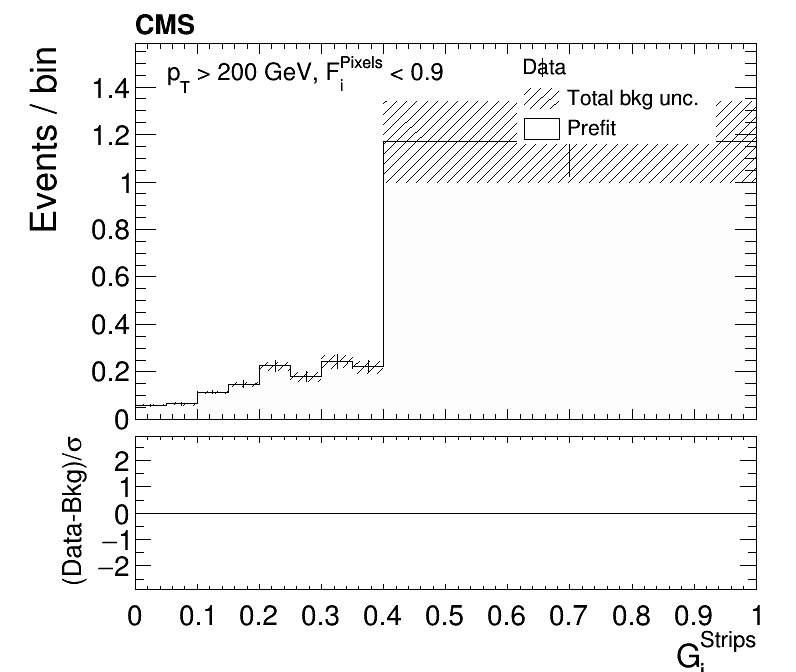 CMS
p_T > 200 GeV, F_i^Pixels < 0.9
Data
Total bkg unc.
Prefit
Events / bin
1.4
1.2
1
0.8
0.6
0.4
0.2
0
(Data-Bkg)/σ
2
1
0
−1
−2
0 0.1 0.2 0.3 0.4 0.5 0.6 0.7 0.8 0.9 1
G_i^Strips